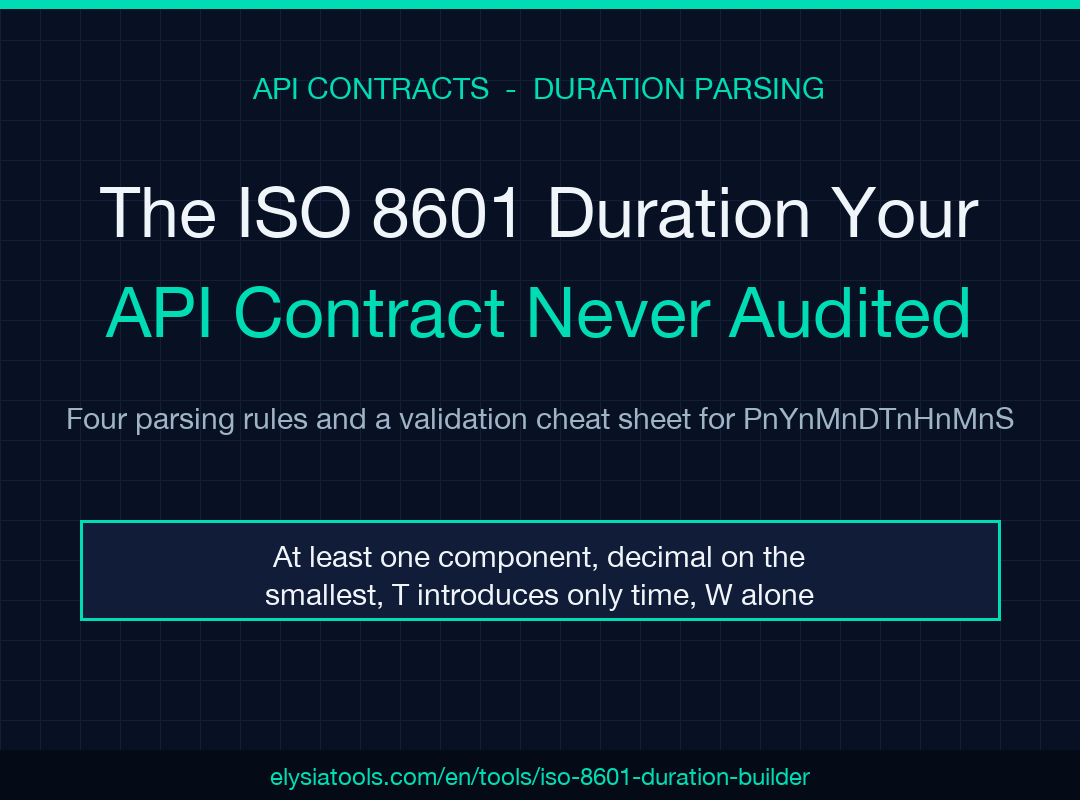 API CONTRACTS - DURATION PARSING
The ISO 8601 Duration Your
API Contract Never Audited
Four parsing rules and a validation cheat sheet for PnYnMnDTnHnMnS
At least one component, decimal on the
smallest, T introduces only time, W alone
elysiatools.com/en/tools/iso-8601-duration-builder